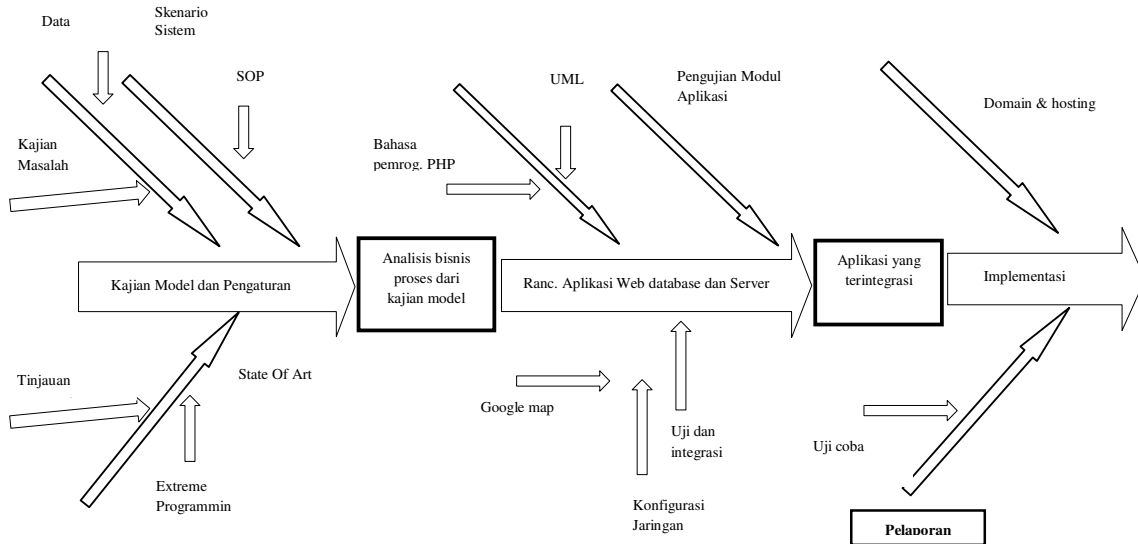 Data
Skenario
Sistem
SOP
Kajian
Masalah
Kajian Model dan Pengaturan
Tinjauan
State Of Art
Extreme
Programmin
Analisis bisnis
proses dari
kajian model
UML
Bahasa
pemrog. PHP
Pengujian Modul
Aplikasi
Ranc. Aplikasi Web database dan Server
Google map
Uji dan
integrasi
Konfigurasi
Jaringan
Aplikasi yang
terintegrasi
Domain & hosting
Implementasi
Uji coba
Pelaporan